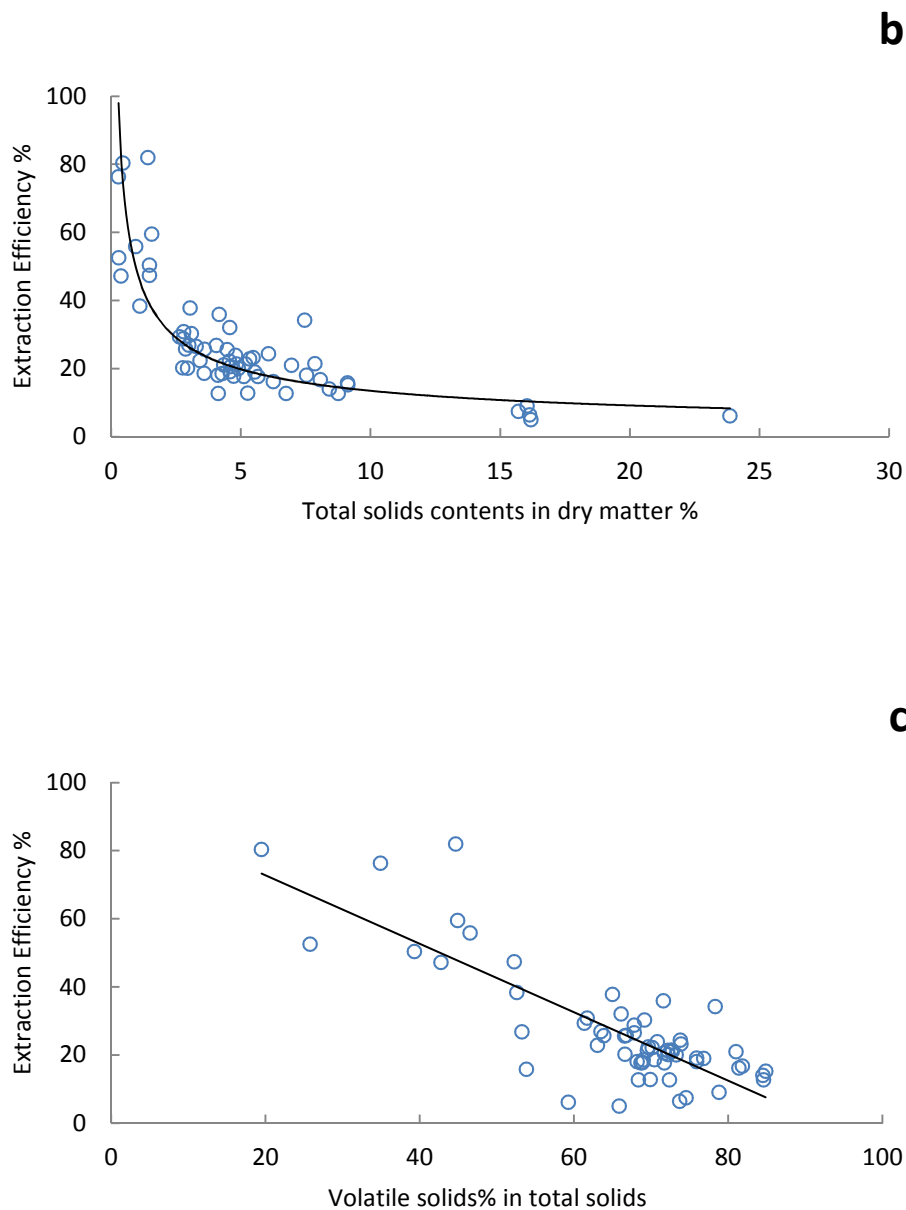 b
100
80
60
40
20
0
Extraction Efficiency %
0 5 10 15 20 25 30
Total solids contents in dry matter %
c
100
80
60
40
20
0
Extraction Efficiency %
0 20 40 60 80 100
Volatile solids% in total solids